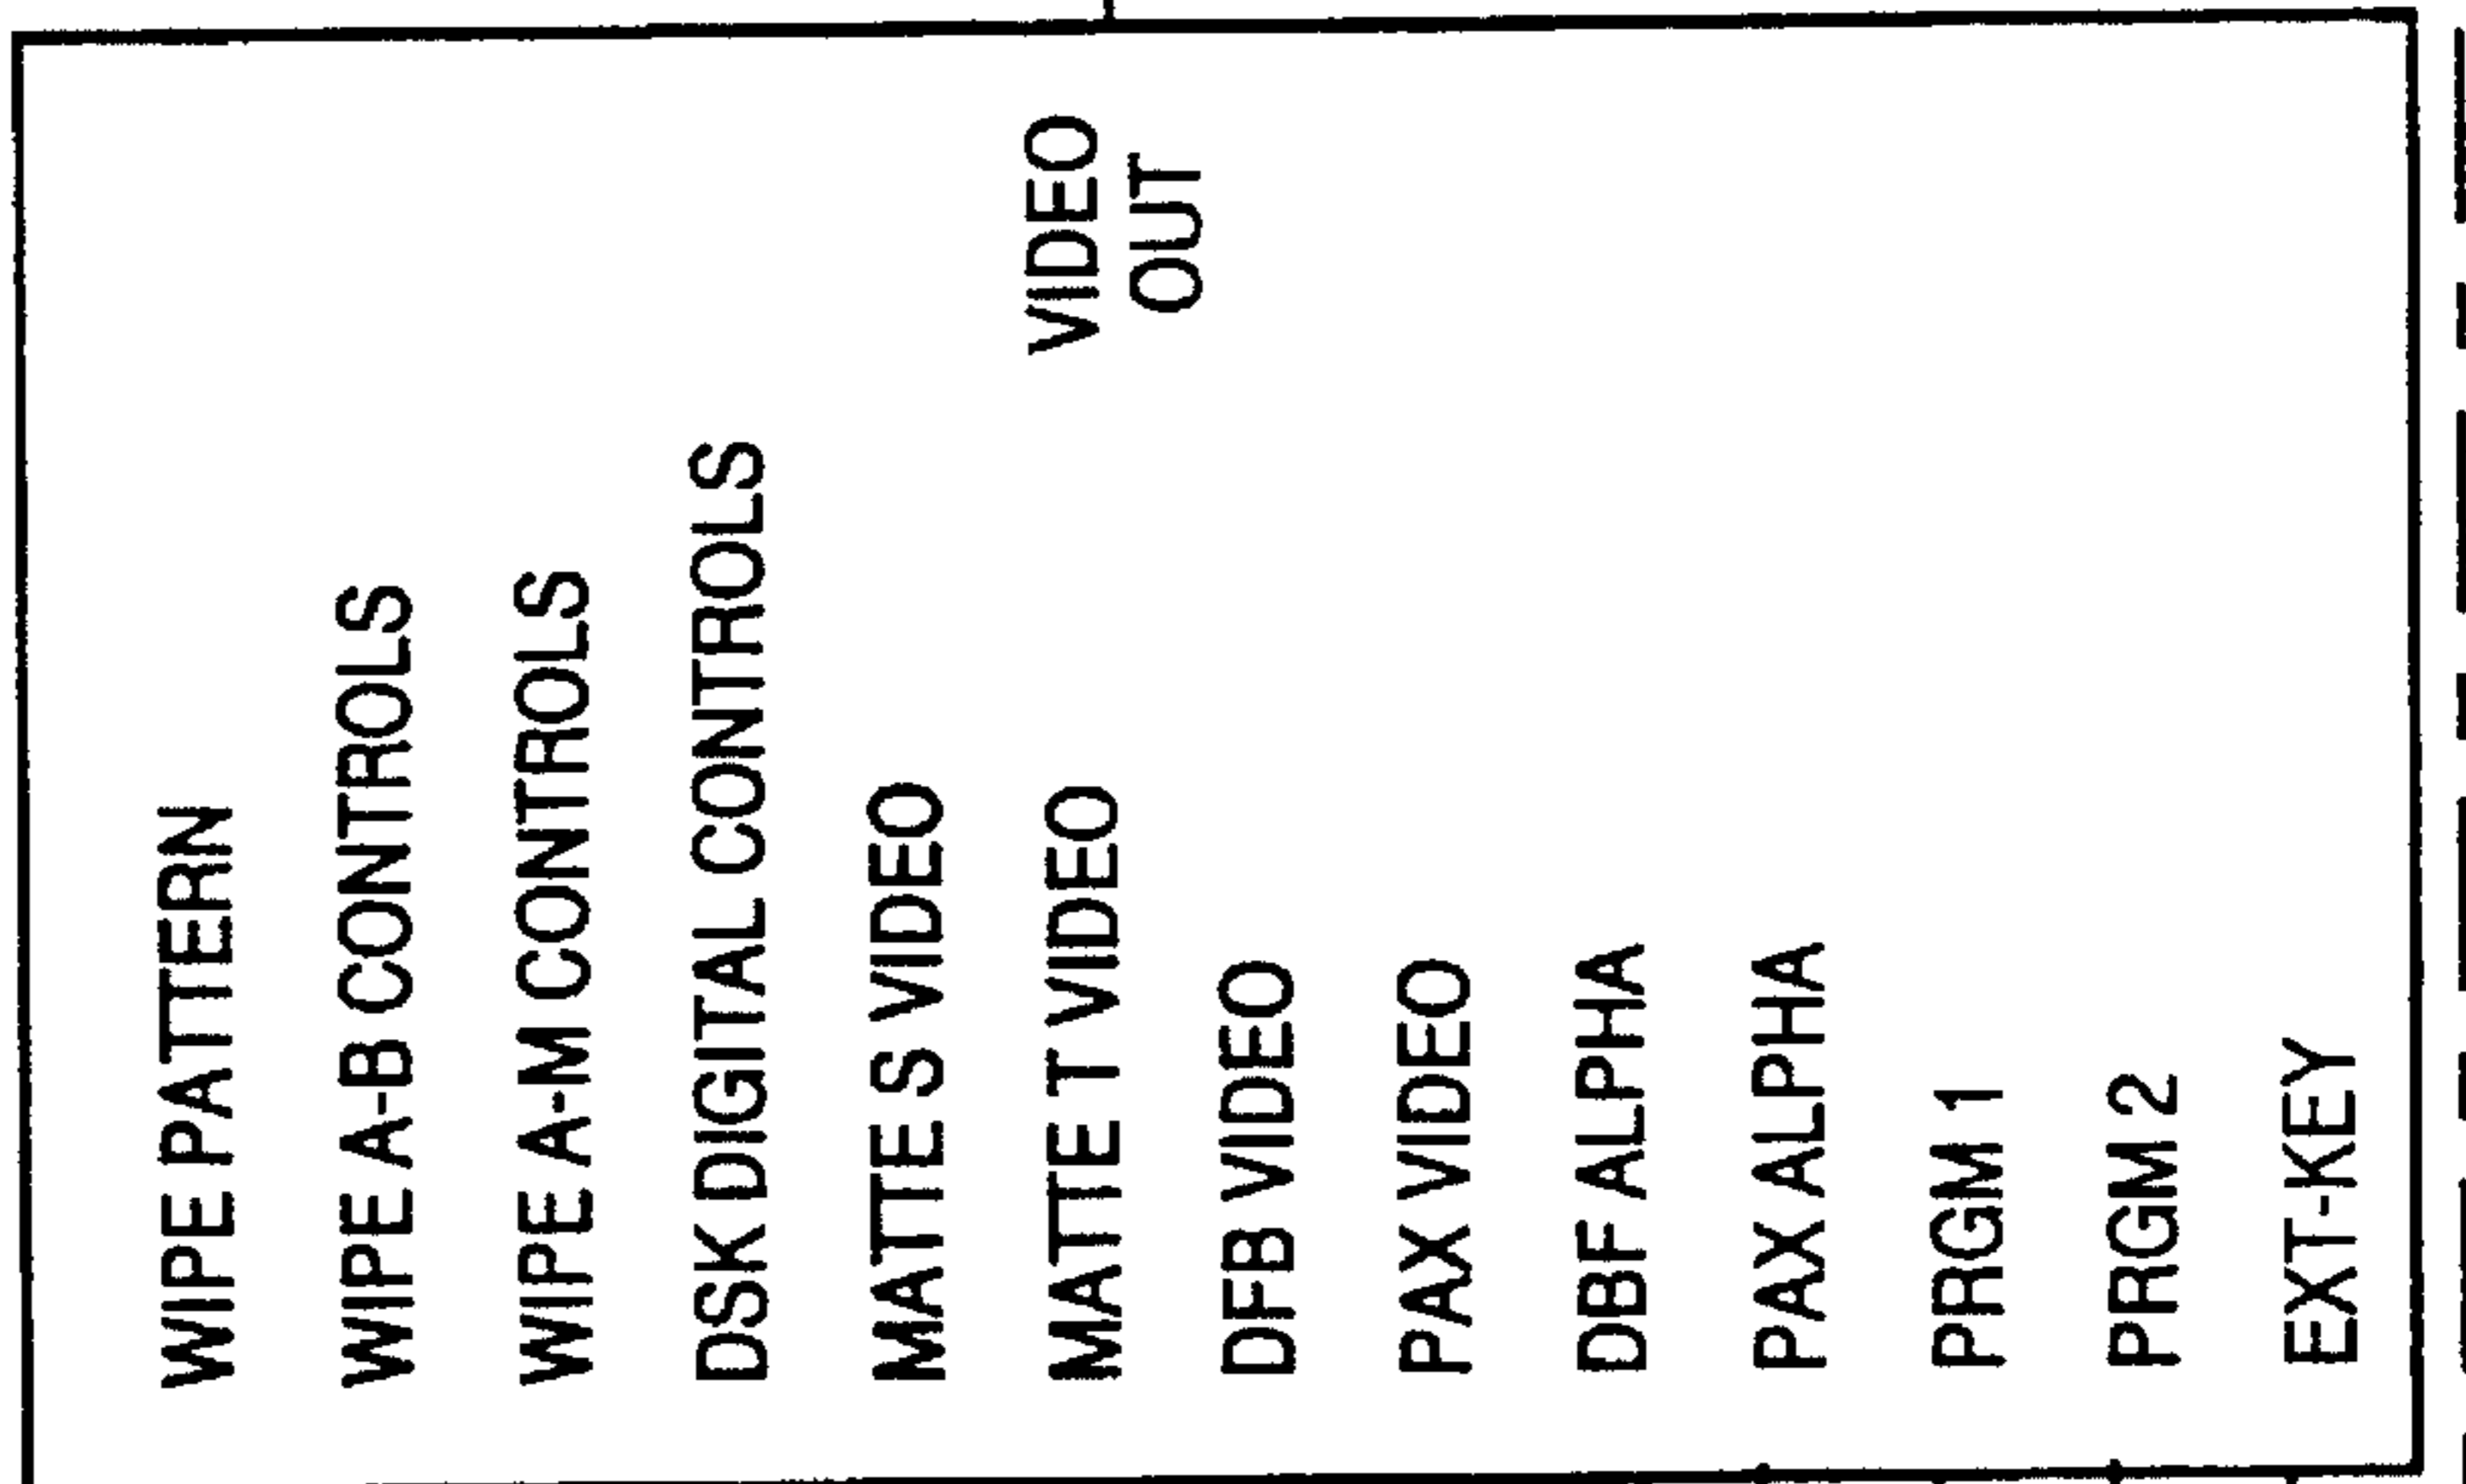 WIPE PATTERN
WIPE A-B CONTROLS
WIPE A-M CONTROLS
DSK DIGITAL CONTROLS
MATTE S VIDEO
MATTE T VIDEO
DFB VIDEO
PAX VIDEO
DBF ALPHA
PAX ALPHA
PRGM 1
PRGM 2
EXT-KEY
VIDEO
OUT